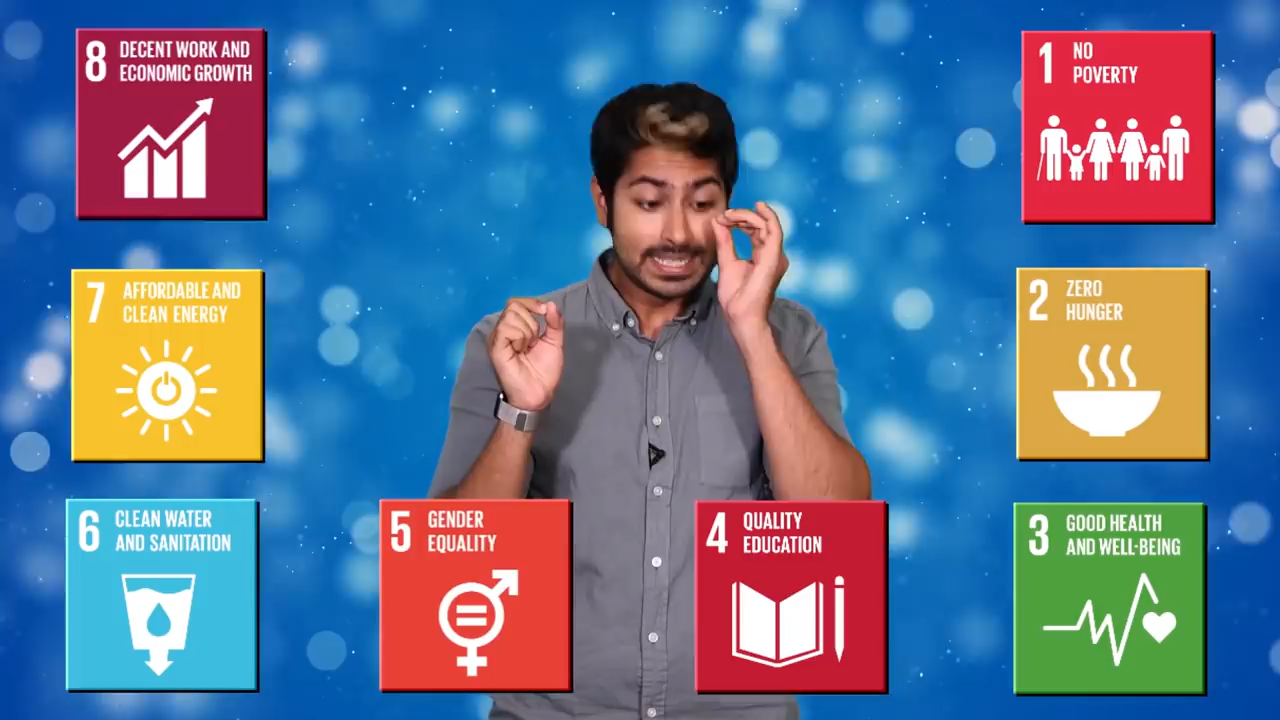 8 DECENT WORK AND
ECONOMIC GROWTH
1 NO
POVERTY
7 AFFORDABLE AND
CLEAN ENERGY
2 ZERO
HUNGER
6 CLEAN WATER
AND SANITATION
5 GENDER
EQUALITY
4 QUALITY
EDUCATION
3 GOOD HEALTH
AND WELL-BEING